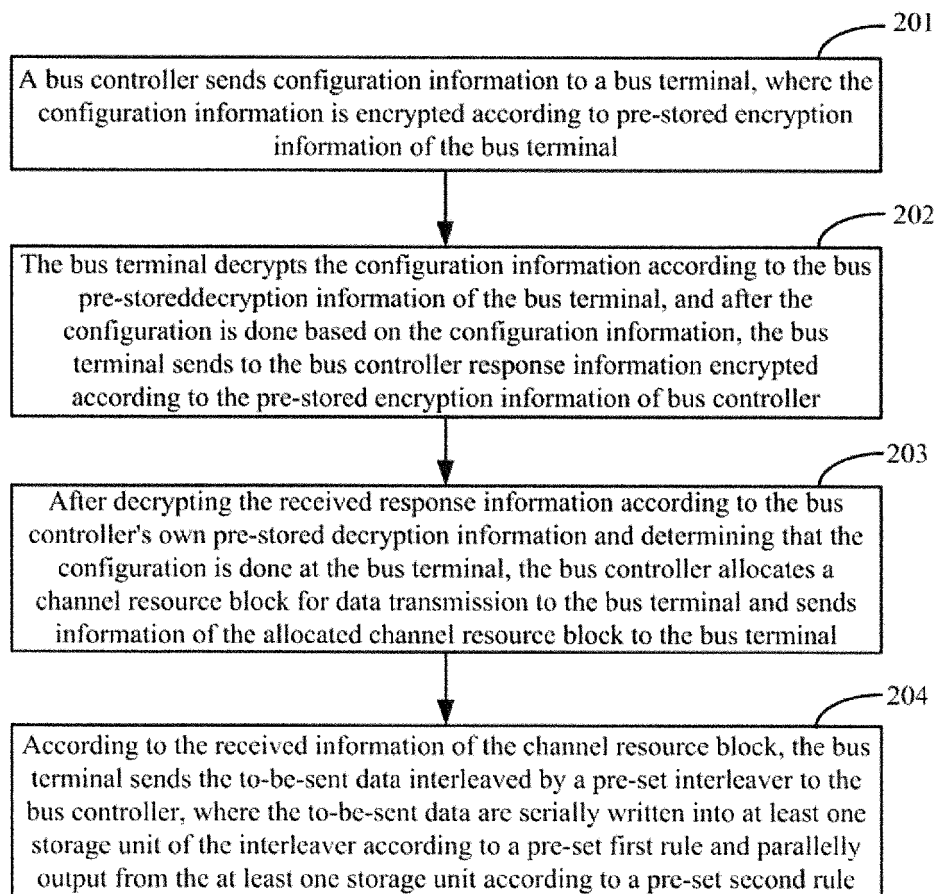 201
A bus controller sends configuration information to a bus terminal, where the
configuration information is encrypted according to pre-stored encryption
information of the bus terminal
202
The bus terminal decrypts the configuration information according to the bus
pre-storeddecryption information of the bus terminal, and after the
configuration is done based on the configuration information, the bus
terminal sends to the bus controller response information encrypted
according to the pre-stored encryption information of bus controller
203
After decrypting the received response information according to the bus
controller's own pre-stored decryption information and determining that the
configuration is done at the bus terminal, the bus controller allocates a
channel resource block for data transmission to the bus terminal and sends
information of the allocated channel resource block to the bus terminal
204
According to the received information of the channel resource block, the bus
terminal sends the to-be-sent data interleaved by a pre-set interleaver to the
bus controller, where the to-be-sent data are serially written into at least one
storage unit of the interleaver according to a pre-set first rule and parallelly
output from the at least one storage unit according to a pre-set second rule